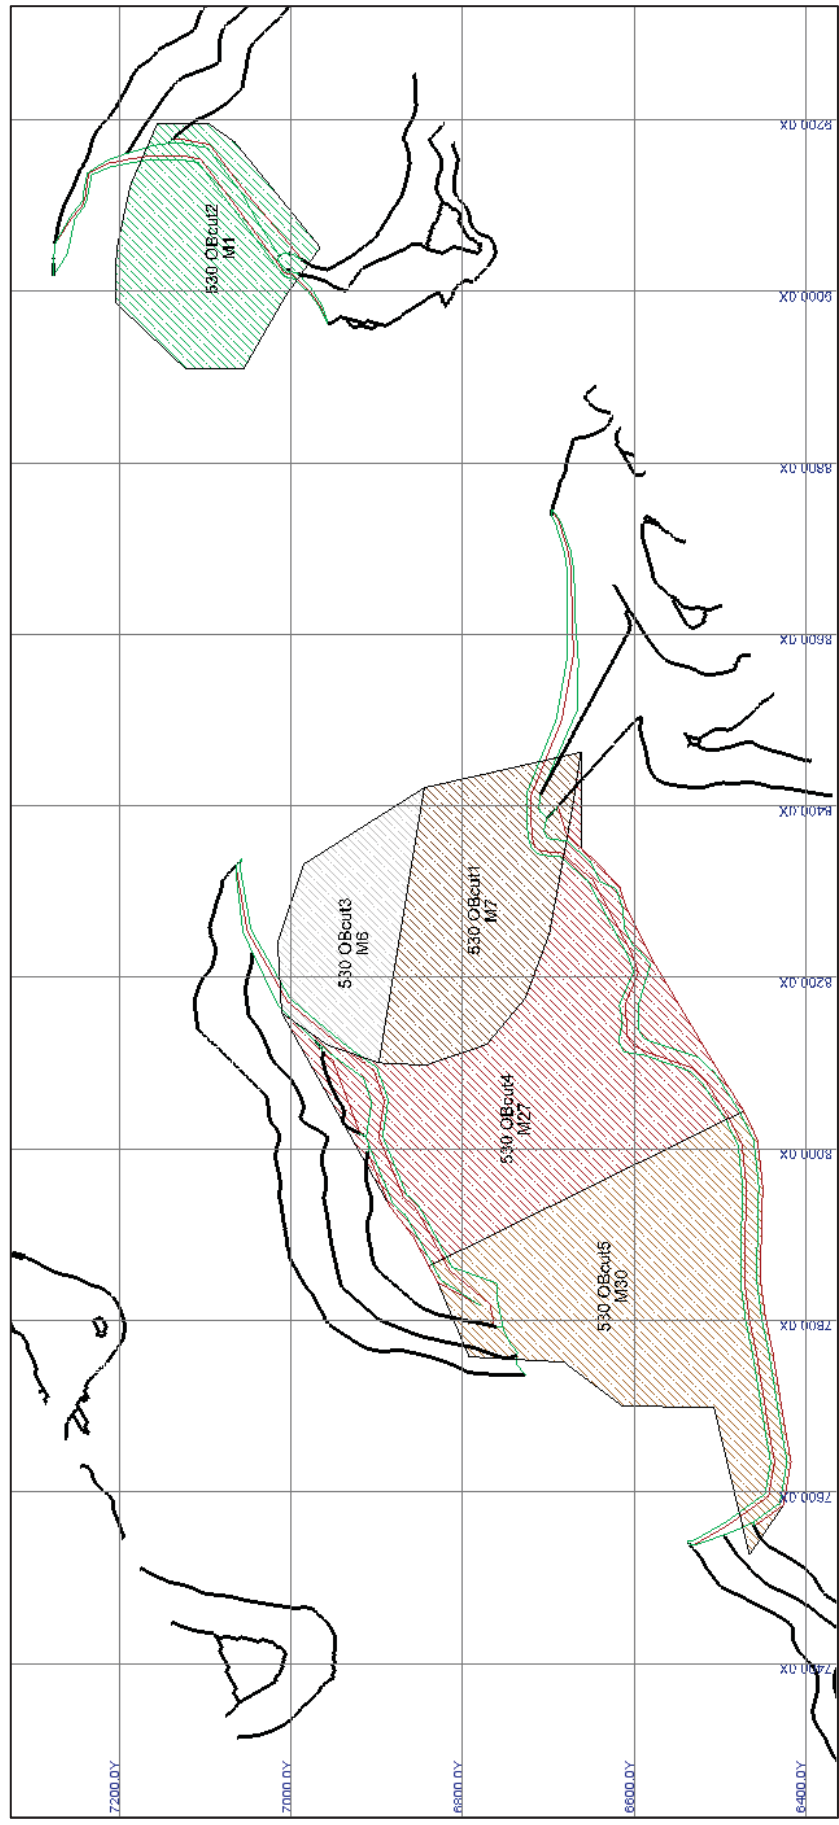 530 OBcut2
M1
9200.0X
9000.0X
8800.0X
8600.0X
8400.0X
530 OBcut3
M6
530 OBcut1
M7
8200.0X
530 OBcut4
M27
8000.0X
530 OBcut5
M30
7800.0X
7600.0X
7400.0X
7200.0Y
7000.0Y
6800.0Y
6600.0Y
6400.0Y